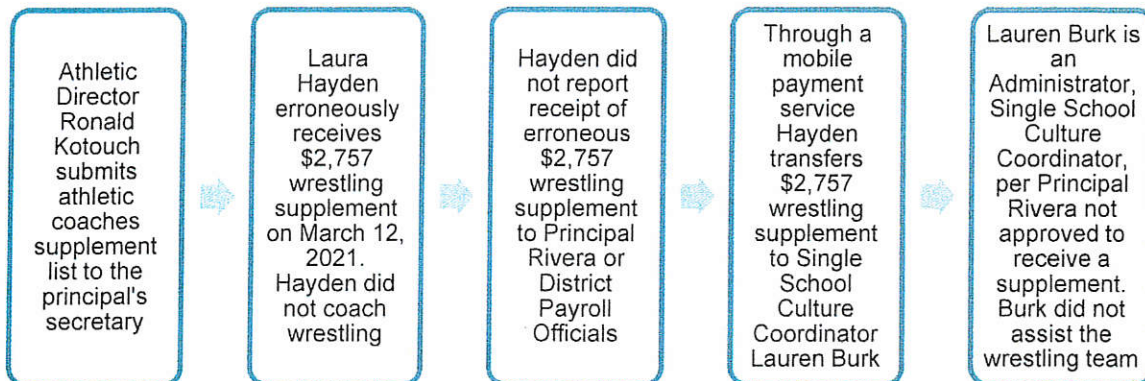 Athletic
Director
Ronald
Kotouch
submits
athletic
coaches
supplement
list to the
principal's
secretary
Laura
Hayden
erroneously
receives
$2,757
wrestling
supplement
on March 12,
2021.
Hayden did
not coach
wrestling
Hayden did
not report
receipt of
erroneous
$2,757
wrestling
supplement
to Principal
Rivera or
District
Payroll
Officials
Through a
mobile
payment
service
Hayden
transfers
$2,757
wrestling
supplement
to Single
School
Culture
Coordinator
Lauren Burk
Lauren Burk is
an
Administrator,
Single School
Culture
Coordinator,
per Principal
Rivera not
approved to
receive a
supplement.
Burk did not
assist the
wrestling team